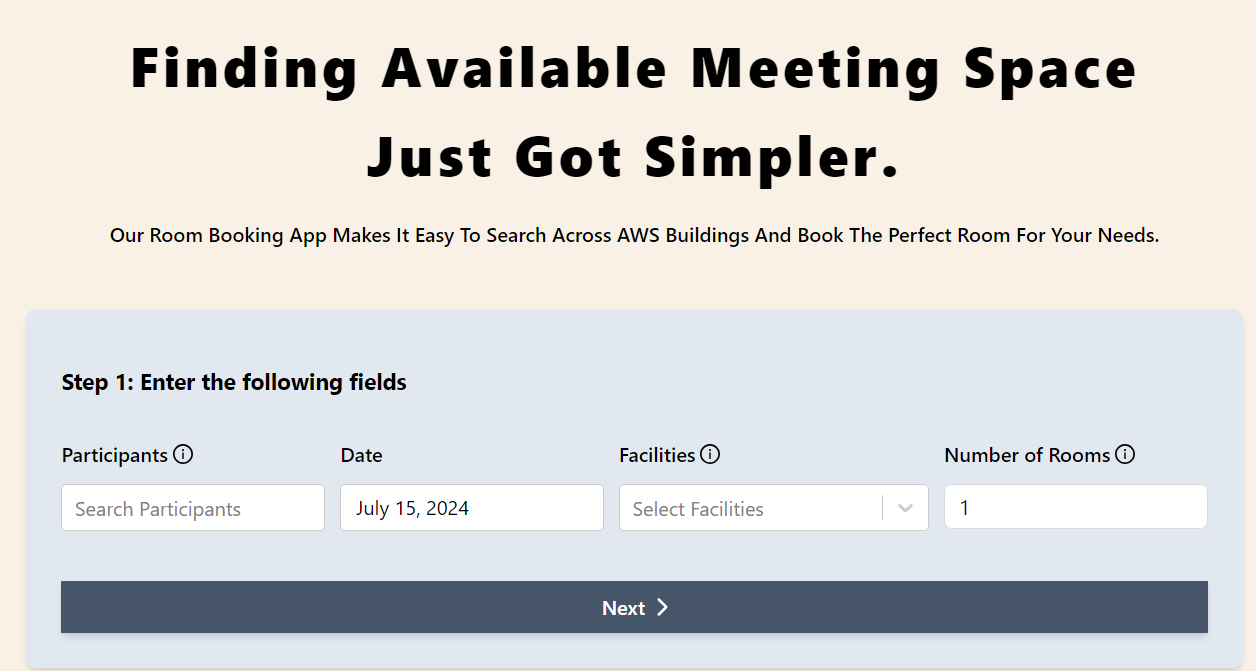 Finding Available Meeting Space
Just Got Simpler.
Our Room Booking App Makes It Easy To Search Across AWS Buildings And Book The Perfect Room For Your Needs.
Step 1: Enter the following fields
Participants
Date
Facilities
Number of Rooms
Search Participants
July 15, 2024
Select Facilities
1
Next